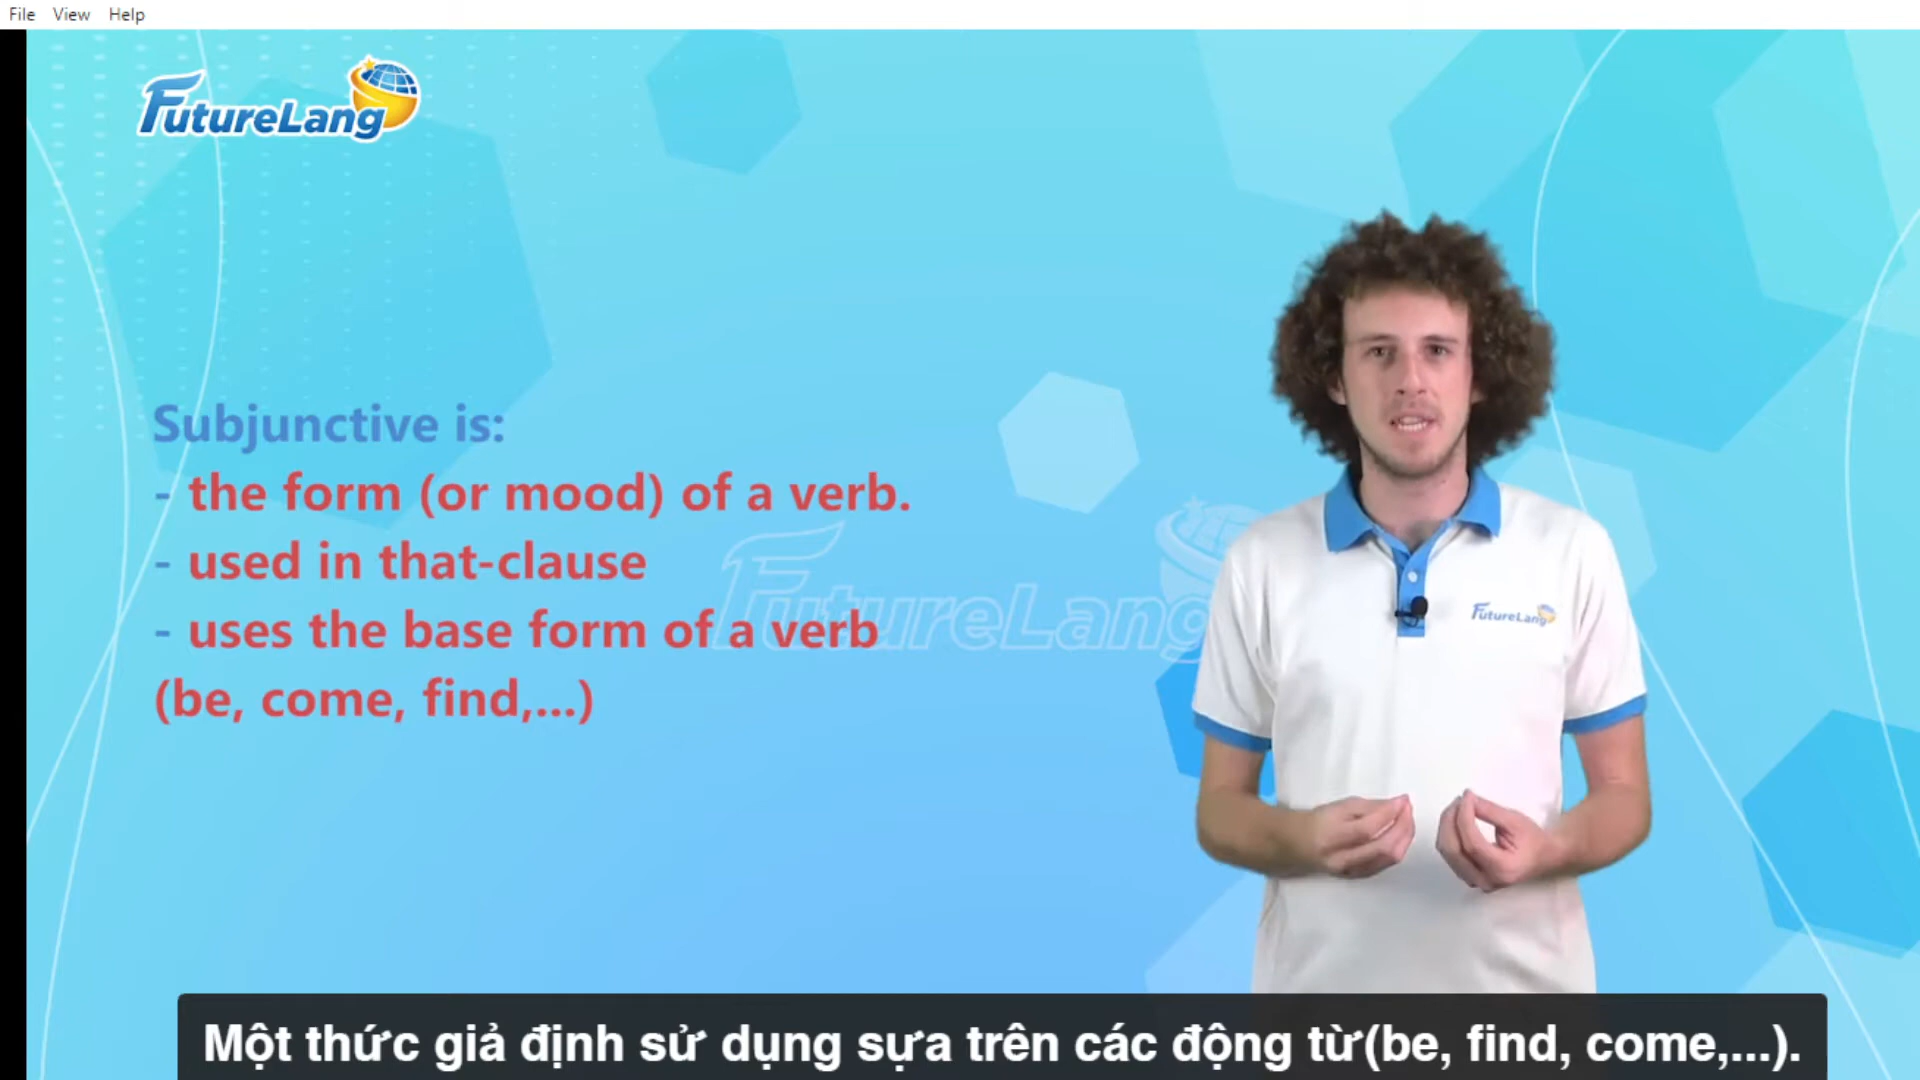 File View Help
FutureLang
Subjunctive is:
- the form (or mood) of a verb.
- used in that-clause
- uses the base form of a verb
(be, come, find,...)
FutureLang
FutureLang
Một thức giả định sử dụng sựa trên các động từ(be, find, come,...).